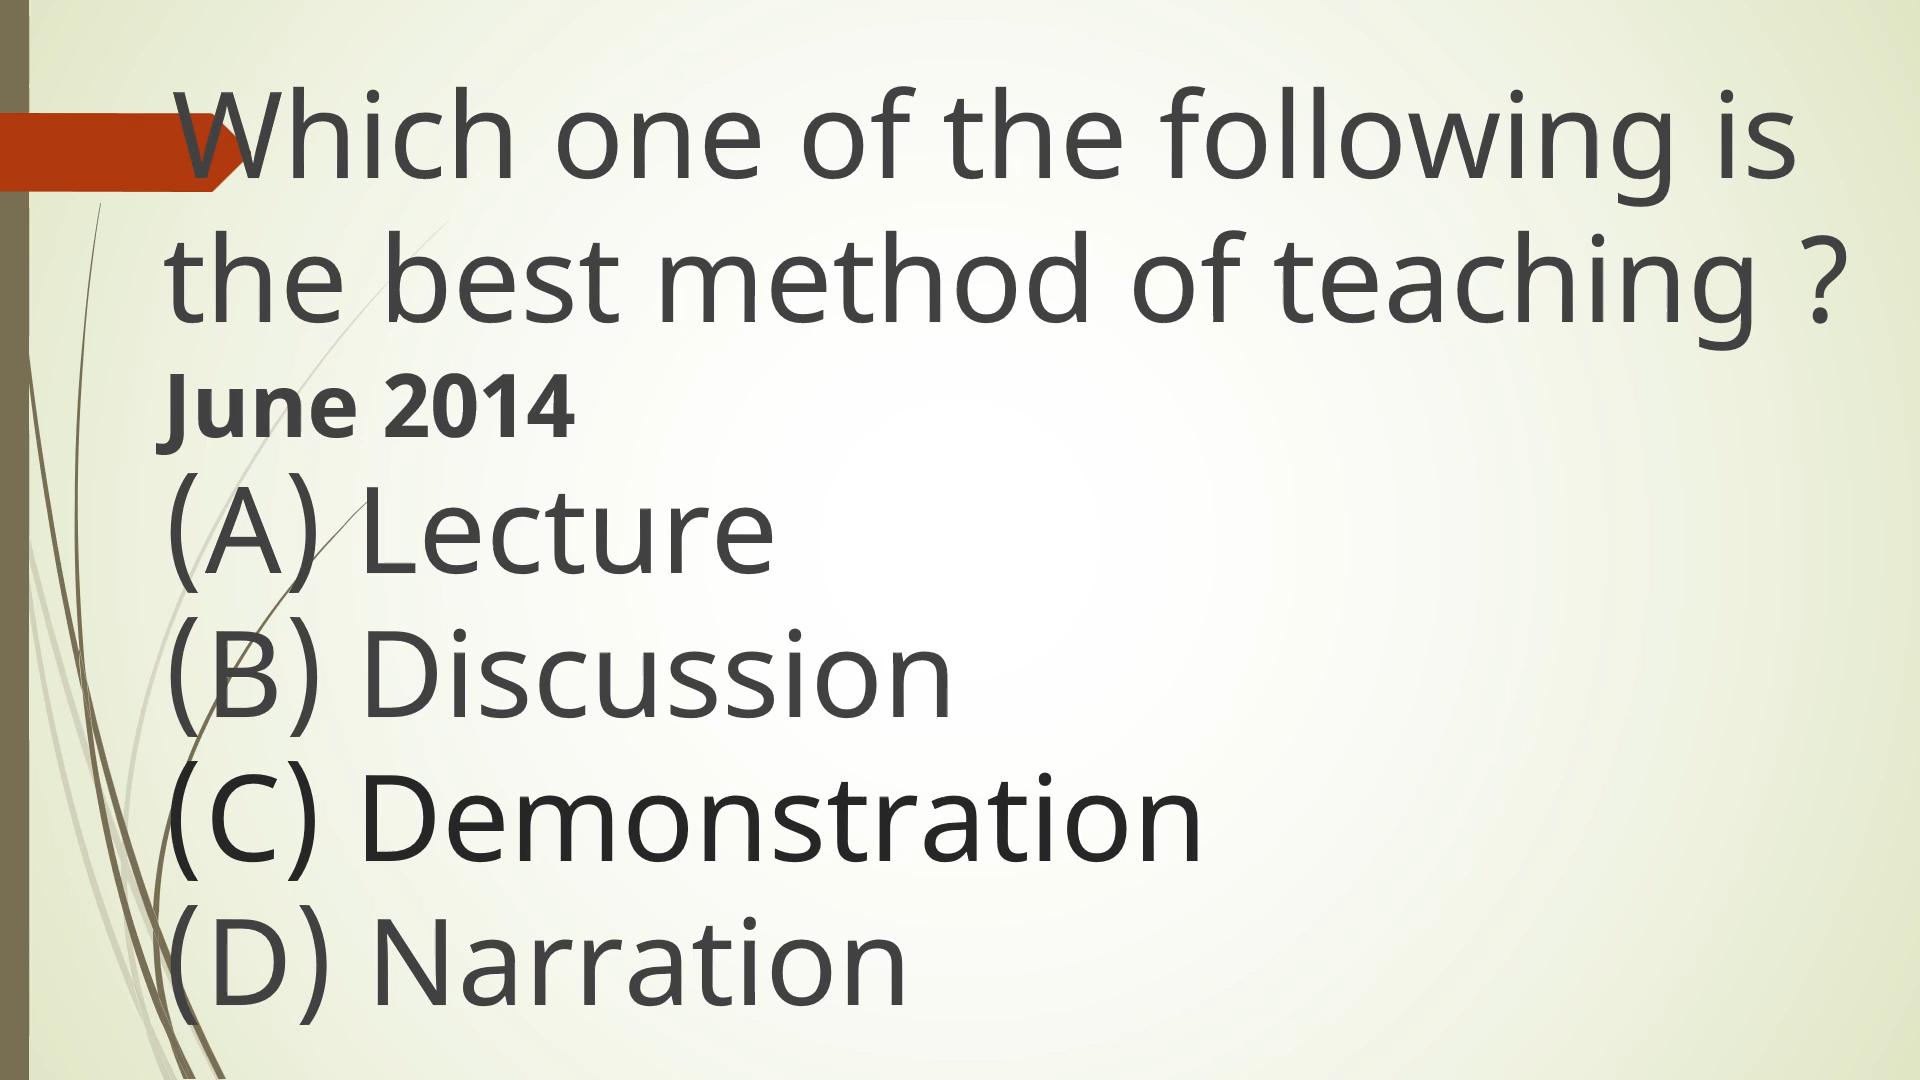 Which one of the following is
the best method of teaching ?
June 2014
(A) Lecture
(B) Discussion
(C) Demonstration
(D) Narration